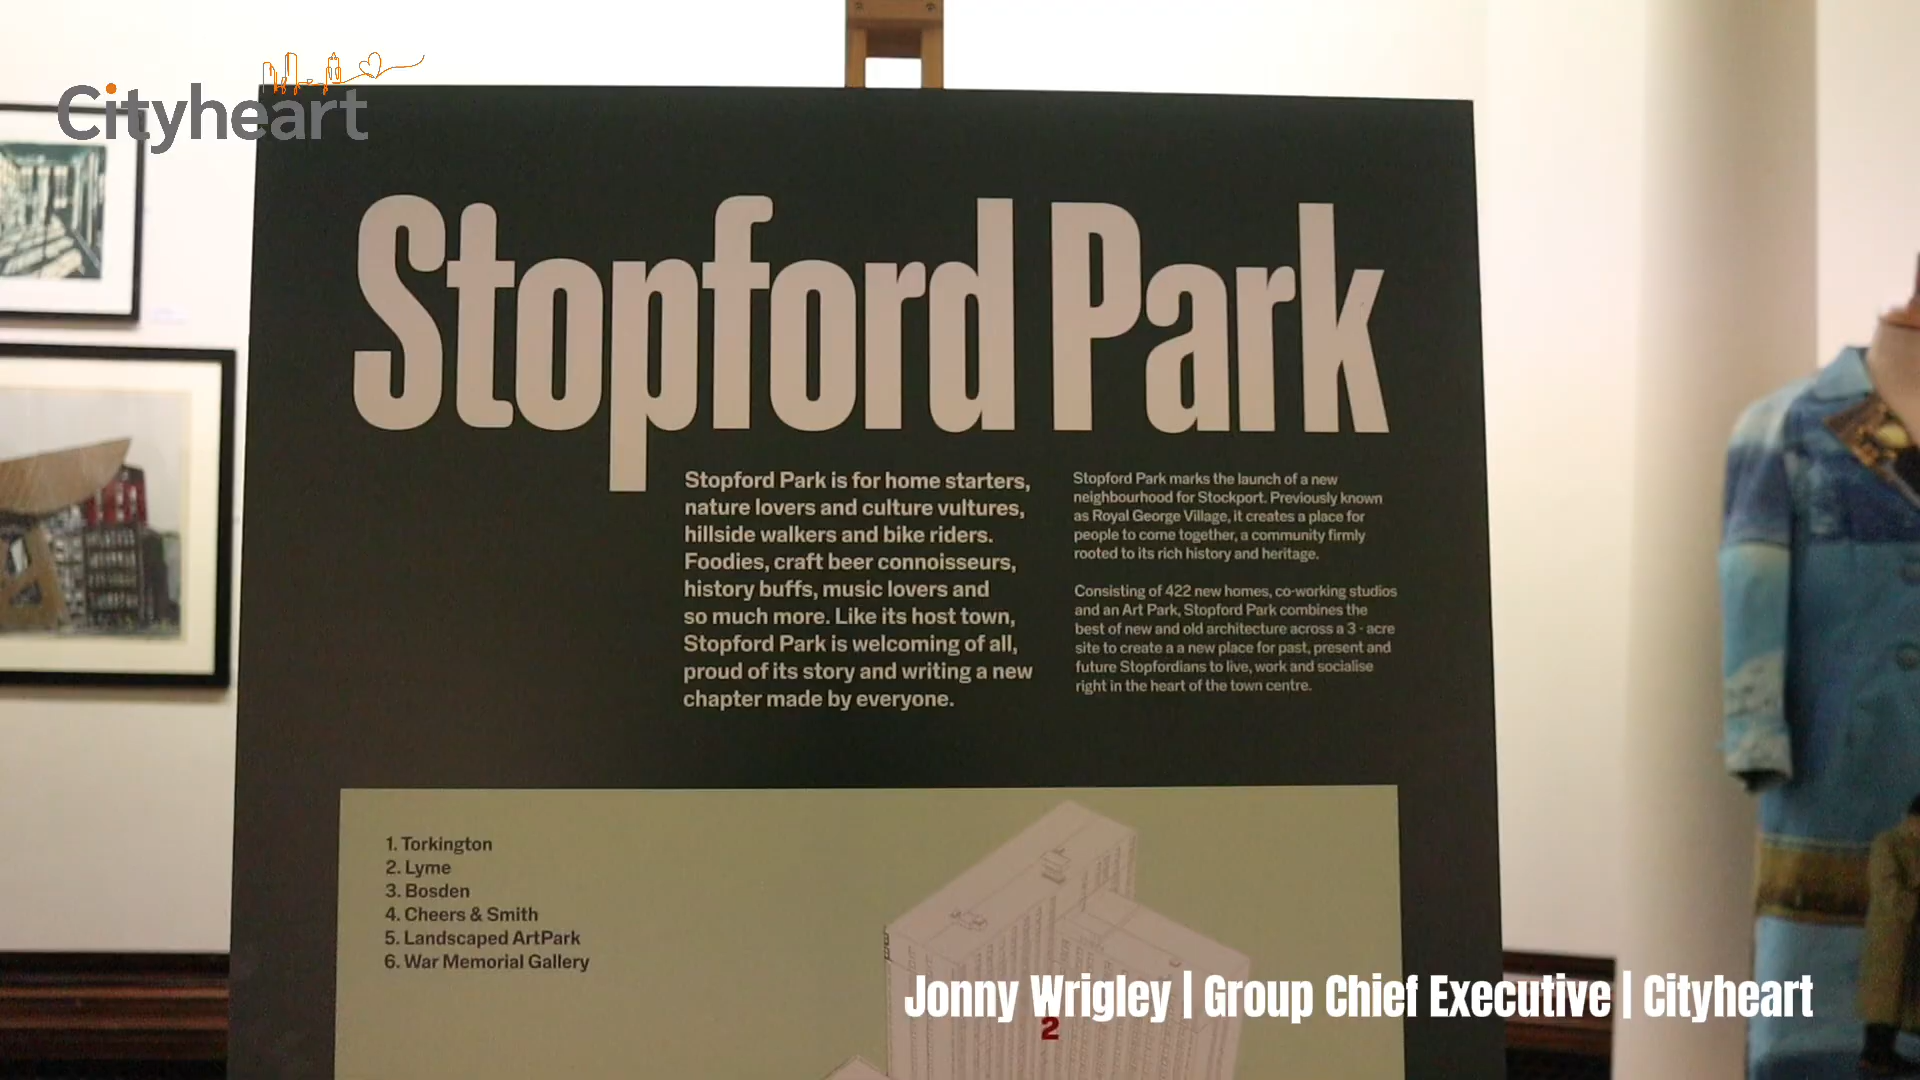 Cityheart
Stopford Park
Stopford Park is for home starters,
nature lovers and culture vultures,
hillside walkers and bike riders.
Foodies, craft beer connoisseurs,
history buffs, music lovers and
so much more. Like its host town,
Stopford Park is welcoming of all,
proud of its story and writing a new
chapter made by everyone.
Stopford Park marks the launch of a new
neighbourhood for Stockport. Previously known
as Royal George Village, it creates a place for
people to come together, a community firmly
rooted to its rich history and heritage.
Consisting of 422 new homes, co-working studios
and an Art Park, Stopford Park combines the
best of new and old architecture across a 3 - acre
site to create a a new place for past, present and
future Stopfordians to live, work and socialise
right in the heart of the town centre.
1. Torkington
2. Lyme
3. Bosden
4. Cheers & Smith
5. Landscaped ArtPark
6. War Memorial Gallery
Jonny Wrigley | Group Chief Executive | Cityheart
2